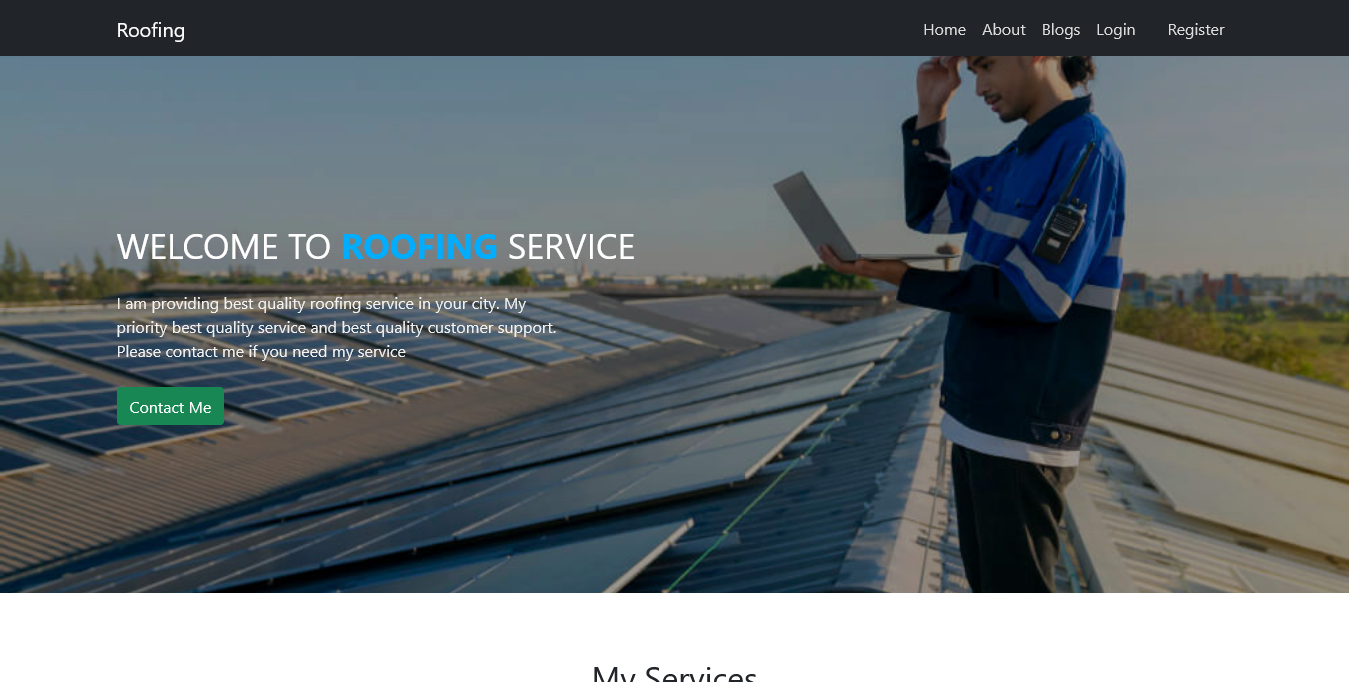 Roofing
Home About Blogs Login Register
WELCOME TO ROOFING SERVICE
I am providing best quality roofing service in your city. My
priority best quality service and best quality customer support.
Please contact me if you need my service
Contact Me
My Services